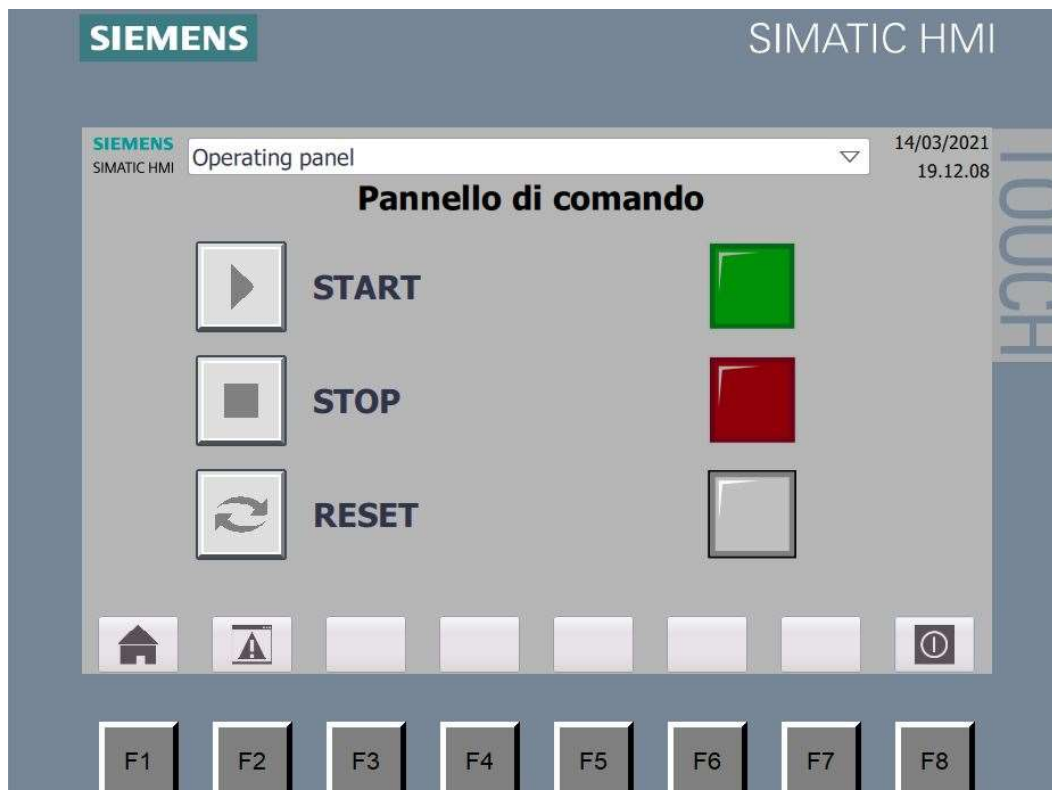 SIEMENS
SIMATIC HMI
SIEMENS
SIMATIC HMI
Operating panel
14/03/2021
19.12.08
TOUCH
Pannello di comando
START
STOP
RESET
F1
F2
F3
F4
F5
F6
F7
F8